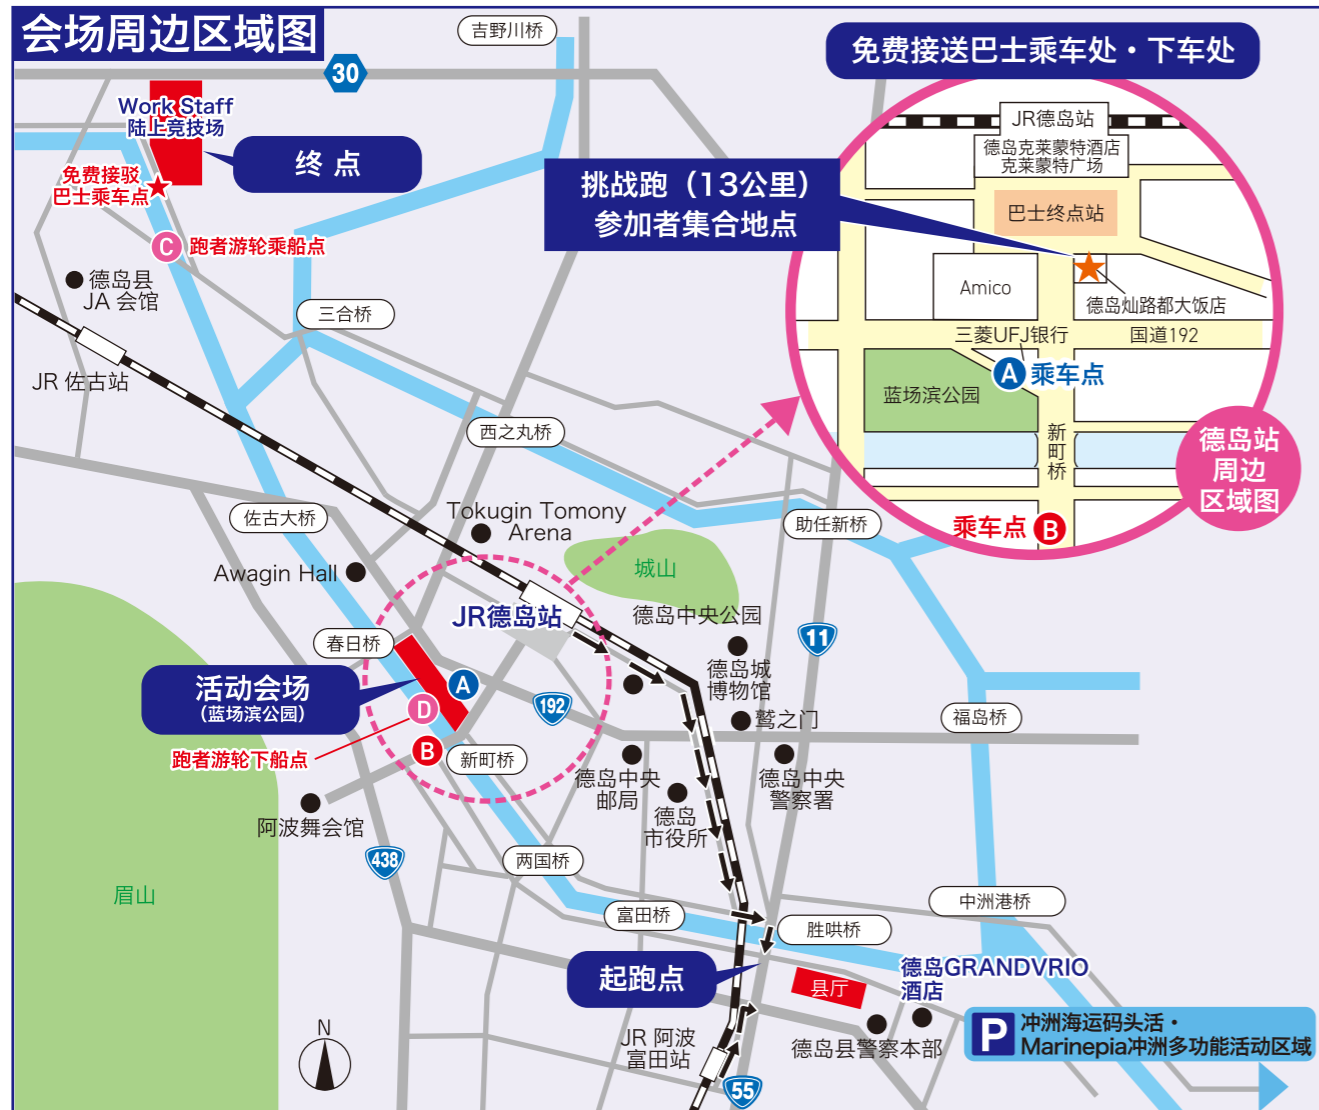 会场周边区域图
吉野川桥
30
免费接送巴士乘车处・下车处
Work Staff
陆上竞技场
终 点
免费接驳
巴士乘车点
C
跑者游轮乘船点
挑战跑（13公里）
参加者集合地点
JR德岛站
德岛克莱蒙特酒店
克莱蒙特广场
巴士终点站
Amico
德岛灿路都大饭店
三菱UFJ银行
国道192
A
乘车点
蓝场滨公园
新町桥
乘车点
B
德岛站
周边
区域图
德岛县
JA 会馆
三合桥
JR 佐古站
西之丸桥
佐古大桥
Tokugin Tomony
Arena
助任新桥
Awagin Hall
城山
JR德岛站
德岛中央公园
春日桥
11
德岛城
博物馆
活动会场
（蓝场滨公园）
A
D
192
鹫之门
福岛桥
跑者游轮下船点
B
新町桥
德岛中央
邮局
德岛
市役所
德岛中央
警察署
阿波舞会馆
438
两国桥
眉山
富田桥
中洲港桥
胜哄桥
起跑点
德岛GRANDVRIO
酒店
县厅
N
JR 阿波
富田站
德岛县警察本部
P
冲洲海运码头活・
Marinepia冲洲多功能活动区域
55